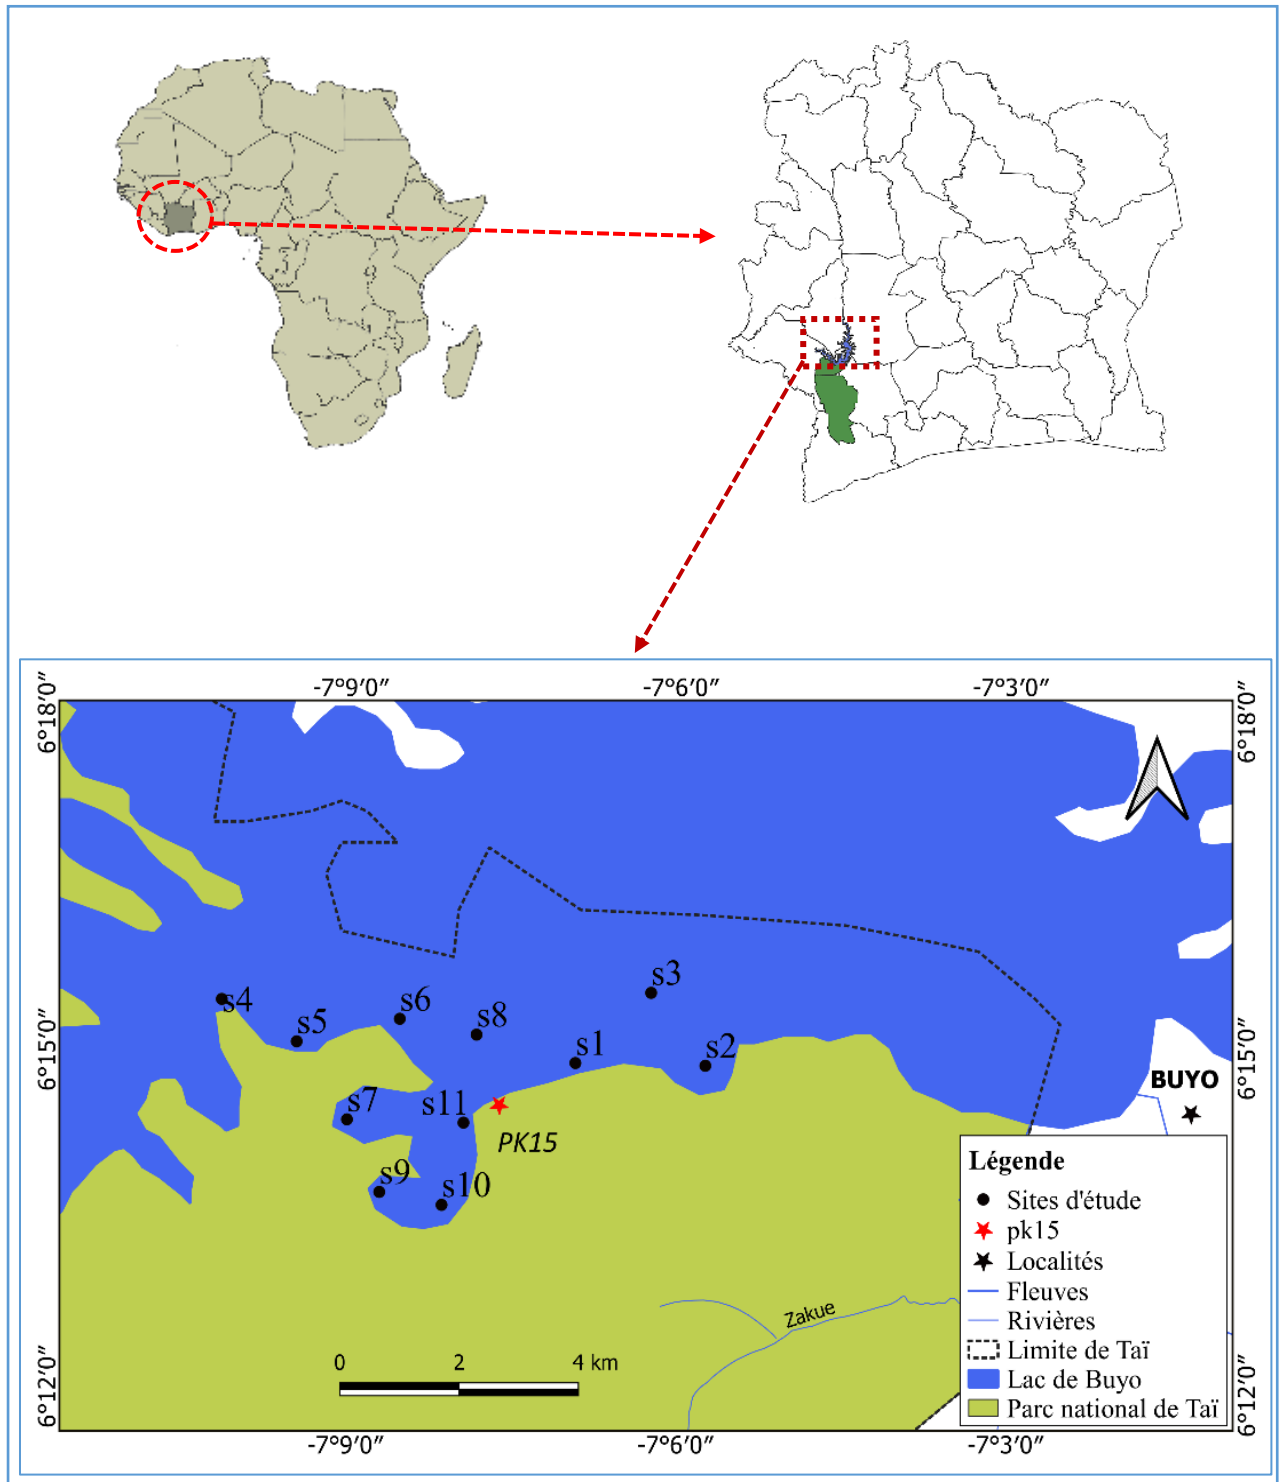 -7°9'0"
-7°6'0"
-7°3'0"
6°18'0"
6°18'0"
s3
s4
s6
s5
s8
s1
s2
6°15'0"
6°15'0"
BUYO
s7
s11
PK15
s9
s10
Légende
Sites d'étude
pk15
Localités
Fleuves
Rivières
Limite de Taï
Lac de Buyo
Parc national de Taï
Zakue
0 2 4 km
6°12'0"
6°12'0"
-7°9'0"
-7°6'0"
-7°3'0"